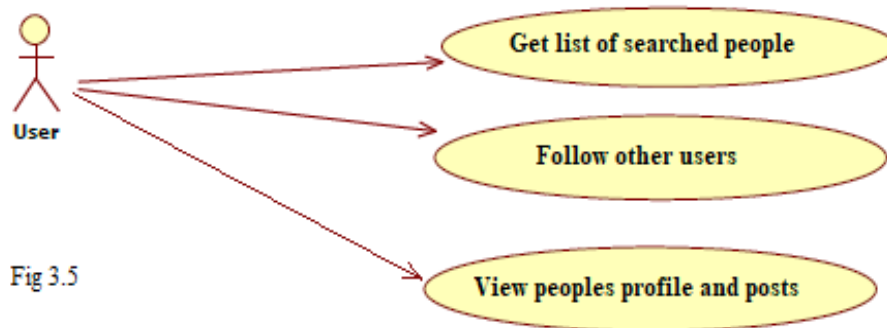 Get list of searched people
User
Follow other users
Fig 3.5
View peoples profile and posts